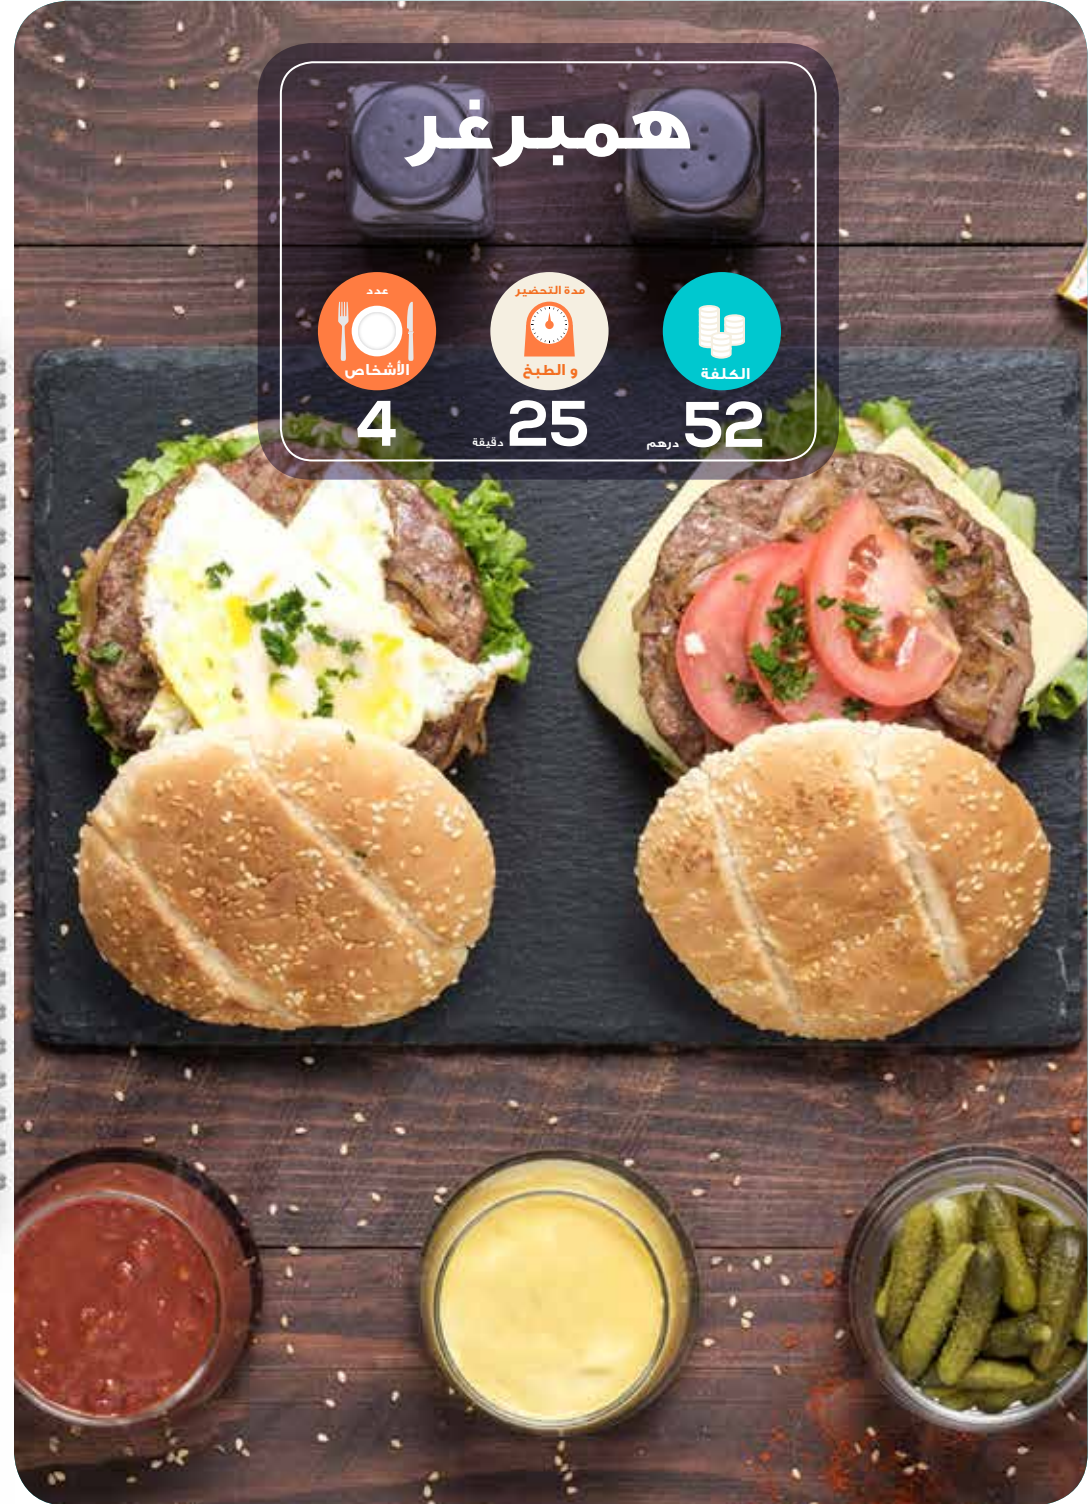 همبرغر
الكلفة
52 درهم
مدة التحضير
و الطبخ
25 دقيقة
عدد
الأشخاص
4